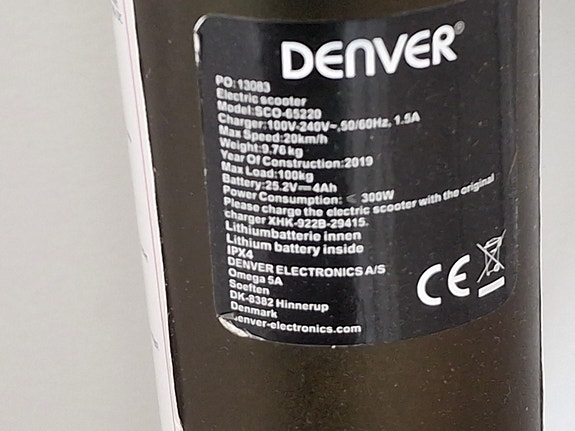 DENVER®
PO:13083
Electric scooter
Model:SCO-65220
Charger:100V-240V~,50/60Hz, 1.5A
Max Speed:20km/h
Weight:9.76kg
Year Of Construction:2019
Max Load:100kg
Battery:25.2V⎓4Ah
Power Consumption: < 300W
Please charge the electric scooter with the original
charger XHK-922B-29415.
Lithiumbatterie innen
Lithium battery inside
IPX4
DENVER ELECTRONICS A/S
Omega 5A
Soeften
DK-8382 Hinnerup
Denmark
denver-electronics.com
CE